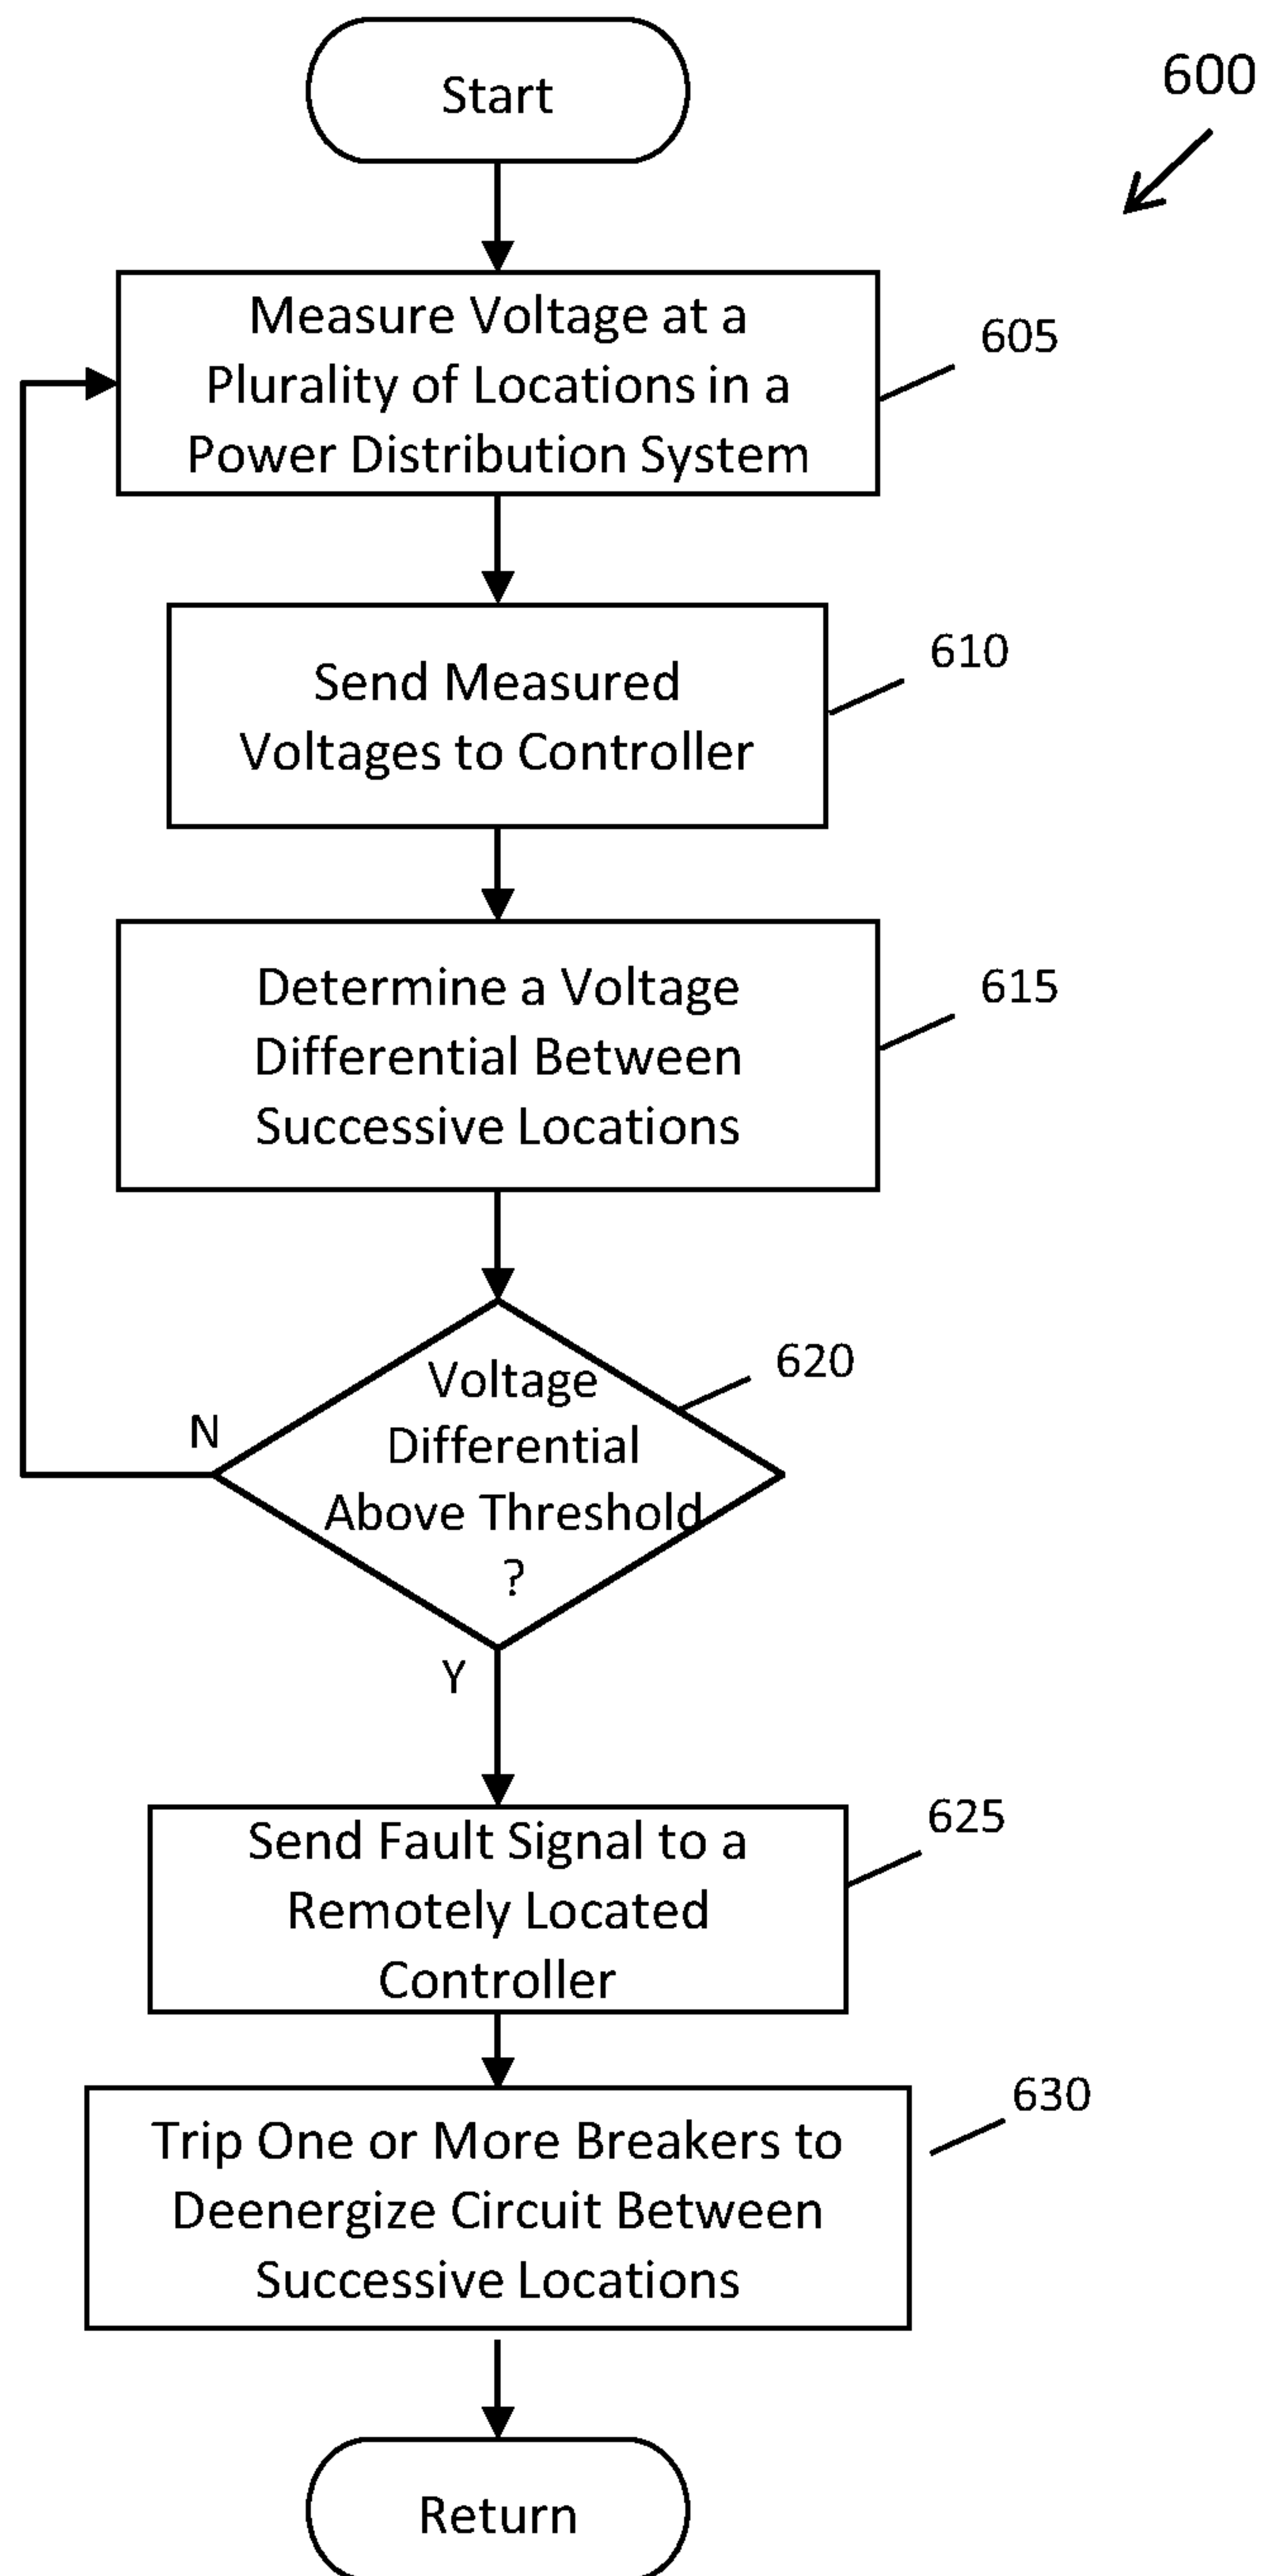 Start
600
Measure Voltage at a
Plurality of Locations in a
Power Distribution System
605
Send Measured
Voltages to Controller
610
Determine a Voltage
Differential Between
Successive Locations
615
Voltage
Differential
Above Threshold
?
620
N
Y
Send Fault Signal to a
Remotely Located
Controller
625
Trip One or More Breakers to
Deenergize Circuit Between
Successive Locations
630
Return